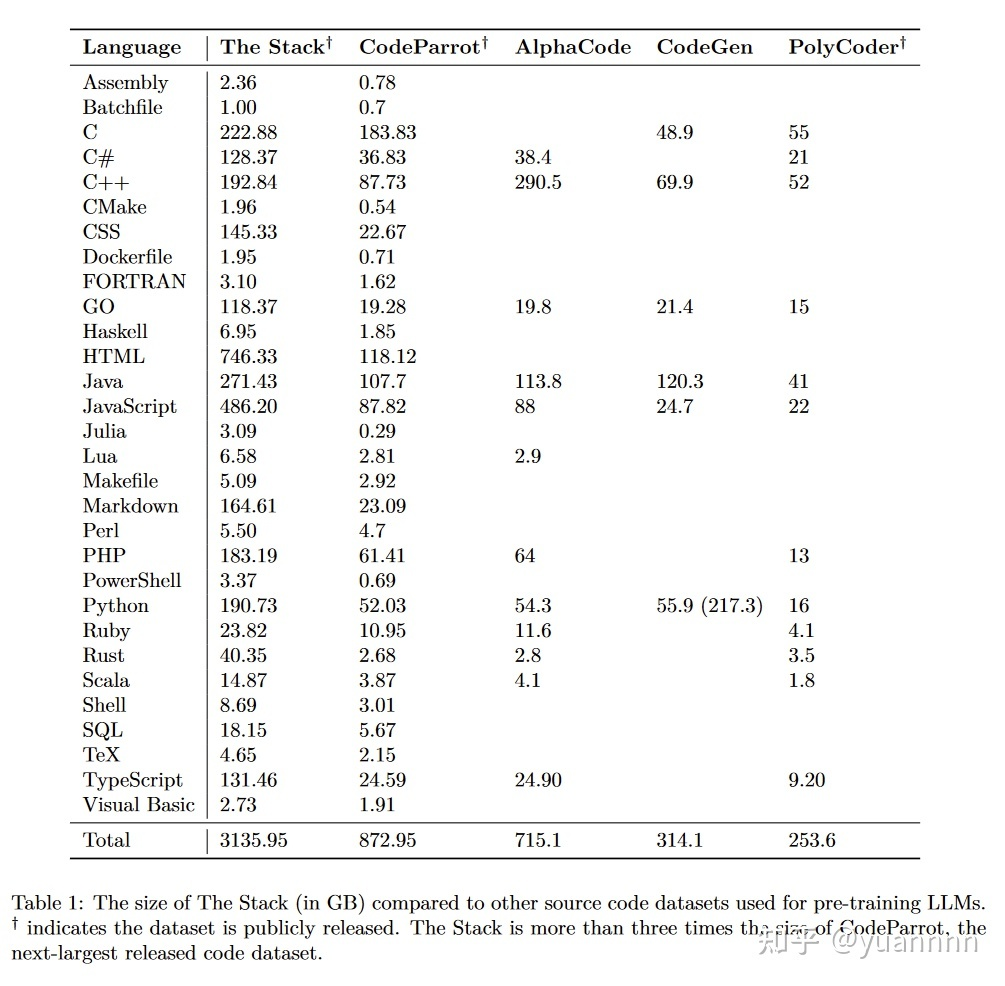 Language The Stack† CodeParrot† AlphaCode CodeGen PolyCoder†
Assembly 2.36 0.78
Batchfile 1.00 0.7
C 222.88 183.83 48.9 55
C# 128.37 36.83 38.4 21
C++ 192.84 87.73 290.5 69.9 52
CMake 1.96 0.54
CSS 145.33 22.67
Dockerfile 1.95 0.71
FORTRAN 3.10 1.62
GO 118.37 19.28 19.8 21.4 15
Haskell 6.95 1.85
HTML 746.33 118.12
Java 271.43 107.7 113.8 120.3 41
JavaScript 486.20 87.82 88 24.7 22
Julia 3.09 0.29
Lua 6.58 2.81 2.9
Makefile 5.09 2.92
Markdown 164.61 23.09
Perl 5.50 4.7
PHP 183.19 61.41 64 13
PowerShell 3.37 0.69
Python 190.73 52.03 54.3 55.9 (217.3) 16
Ruby 23.82 10.95 11.6 4.1
Rust 40.35 2.68 2.8 3.5
Scala 14.87 3.87 4.1 1.8
Shell 8.69 3.01
SQL 18.15 5.67
TeX 4.65 2.15
TypeScript 131.46 24.59 24.90 9.20
Visual Basic 2.73 1.91
Total 3135.95 872.95 715.1 314.1 253.6
Table 1: The size of The Stack (in GB) compared to other source code datasets used for pre-training LLMs.
† indicates the dataset is publicly released. The Stack is more than three times the size of CodeParrot, the
next-largest released code dataset.
知乎 @yuannnn